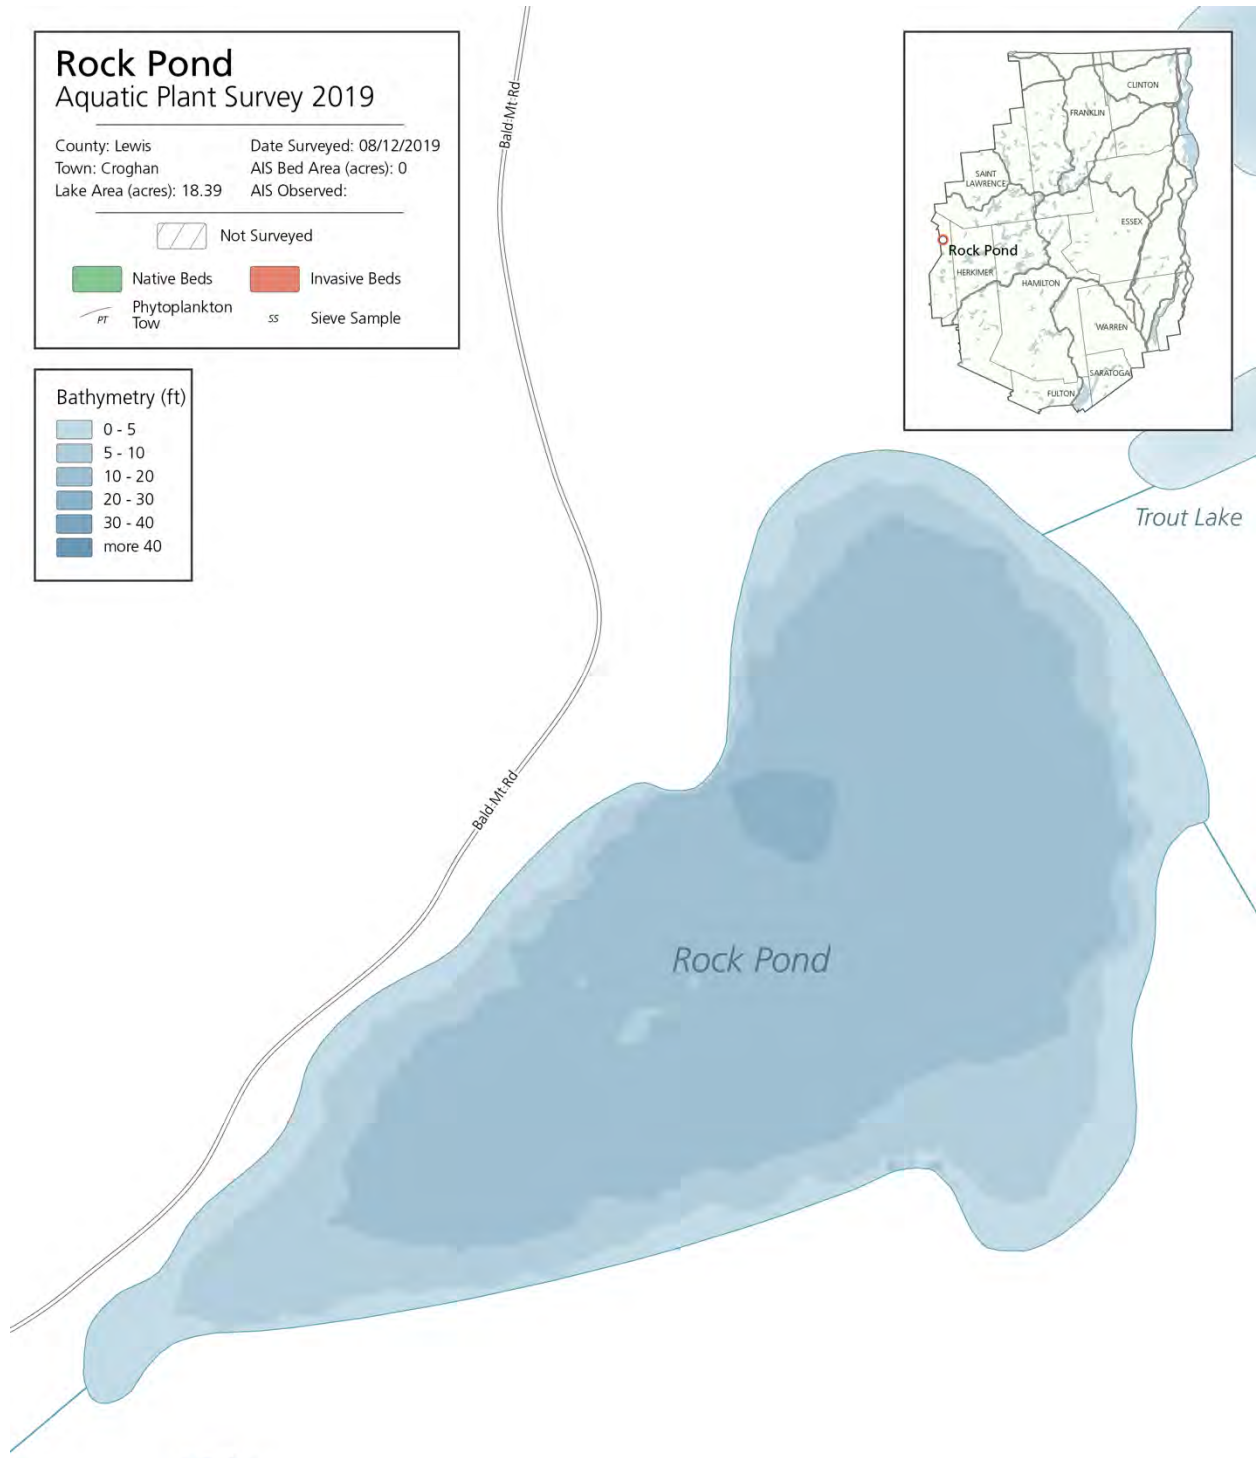 Rock Pond
Aquatic Plant Survey 2019
County: Lewis
Date Surveyed: 08/12/2019
Town: Croghan
AIS Bed Area (acres): 0
Lake Area (acres): 18.39
AIS Observed:
Not Surveyed
Native Beds
Invasive Beds
PT
Phytoplankton
Tow
SS
Sieve Sample
Bathymetry (ft)
0 - 5
5 - 10
10 - 20
20 - 30
30 - 40
more 40
Bald Mt Rd
CLINTON
FRANKLIN
SAINT
LAWRENCE
ESSEX
Rock Pond
HERKIMER
HAMILTON
WARREN
SARATOGA
FULTON
Trout Lake
Bald Mt Rd
Rock Pond